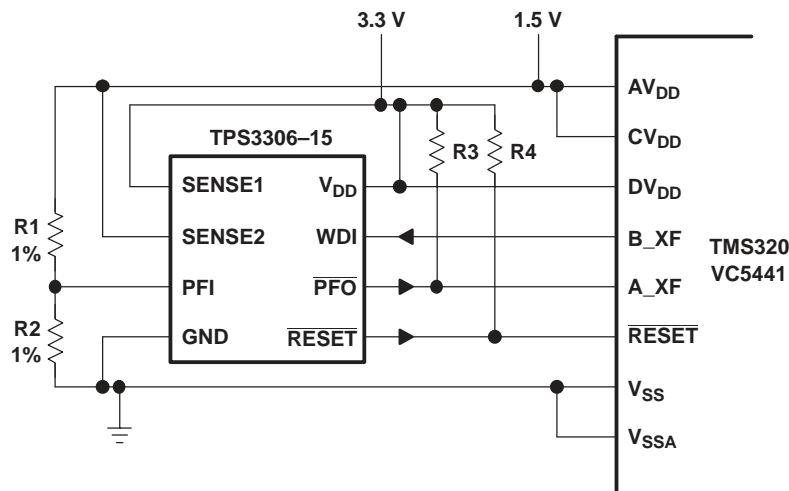 3.3 V
1.5 V
AVDD
TPS3306–15
CVDD
R3
R4
SENSE1
VDD
DVDD
R1
1%
SENSE2
WDI
B_XF
TMS320
VC5441
PFI
PFO
A_XF
R2
1%
GND
RESET
RESET
VSS
VSSA